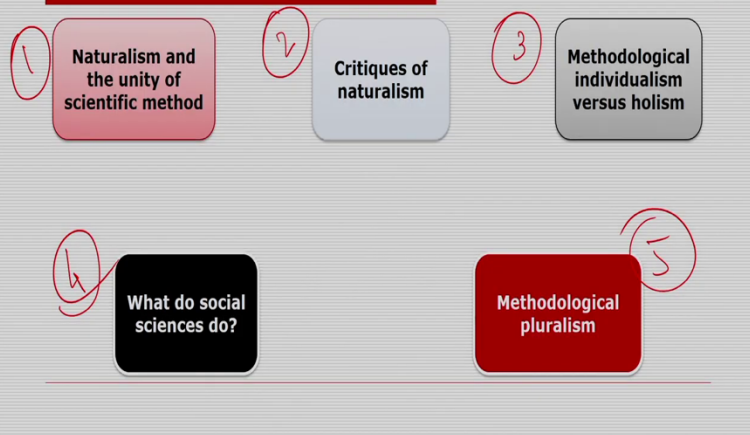 1
Naturalism and
the unity of
scientific method
2
Critiques of
naturalism
3
Methodological
individualism
versus holism
4
What do social
sciences do?
5
Methodological
pluralism